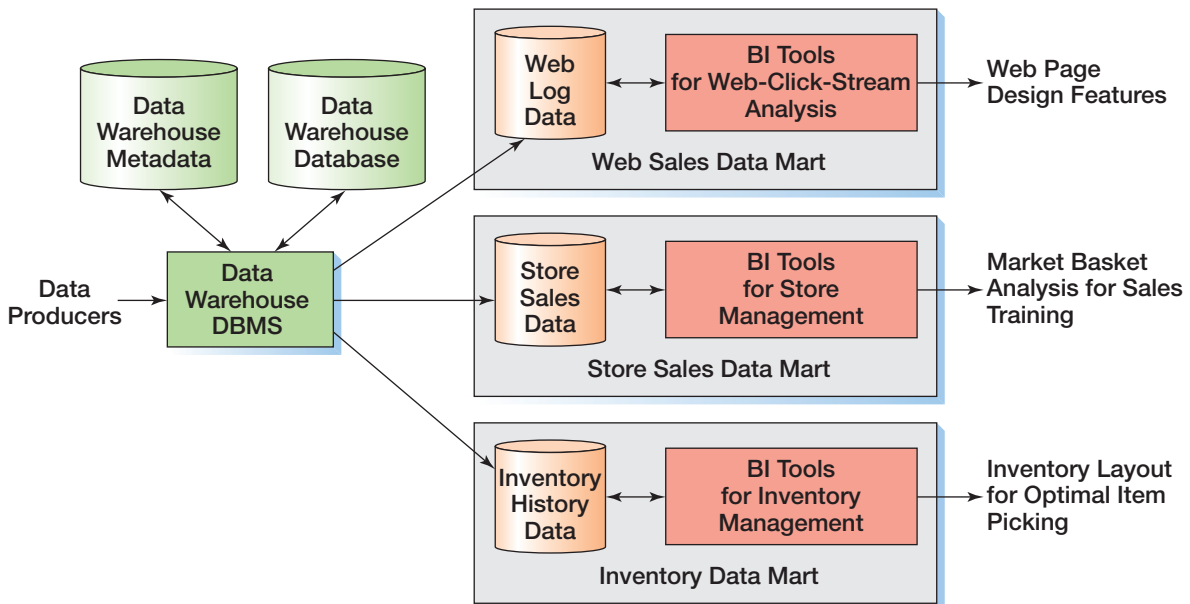 Data
Warehouse
Metadata
Data
Warehouse
Database
Data
Producers
Data
Warehouse
DBMS
Web
Log
Data
BI Tools
for Web-Click-Stream
Analysis
Web Sales Data Mart
Web Page
Design Features
Store
Sales
Data
BI Tools
for Store
Management
Store Sales Data Mart
Market Basket
Analysis for Sales
Training
Inventory
History
Data
BI Tools
for Inventory
Management
Inventory Data Mart
Inventory Layout
for Optimal Item
Picking